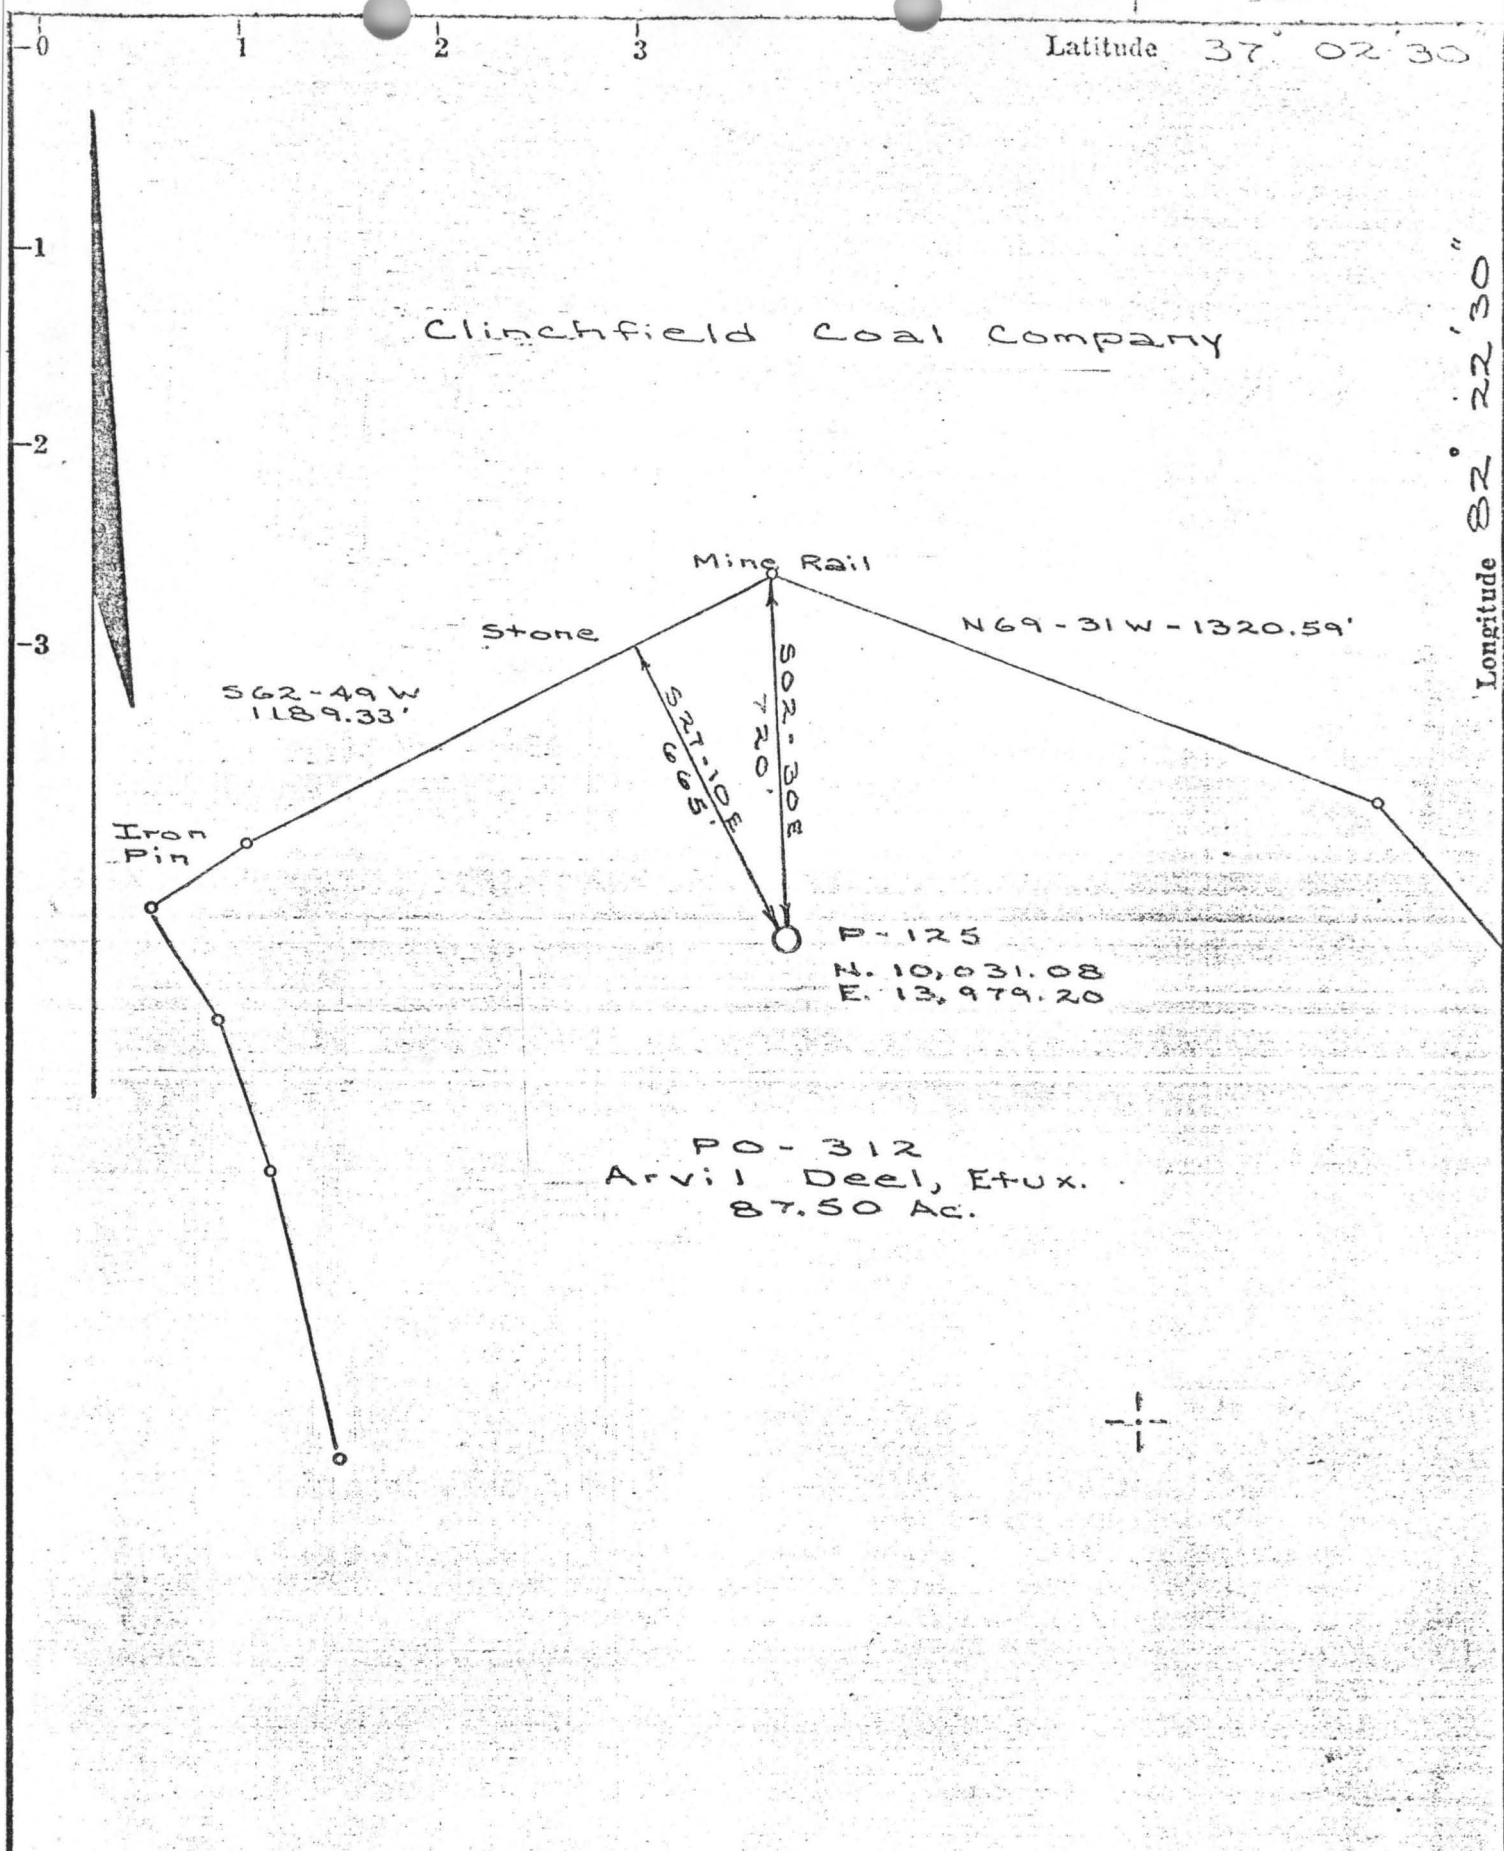 -0 1 2 3 Latitude 37° 02' 30"
-1
Longitude 82° 22' 30"
Clinchfield Coal Company
-2
Mine Rail
-3
Stone
N69-31W-1320.59'
S62-49W
1189.33'
S27-10E
665'
S02-30E
720'
Iron
Pin
P-125
N. 10,031.08
E. 13,979.20
PO-312
Arvil Deel, Etux.
87.50 Ac.